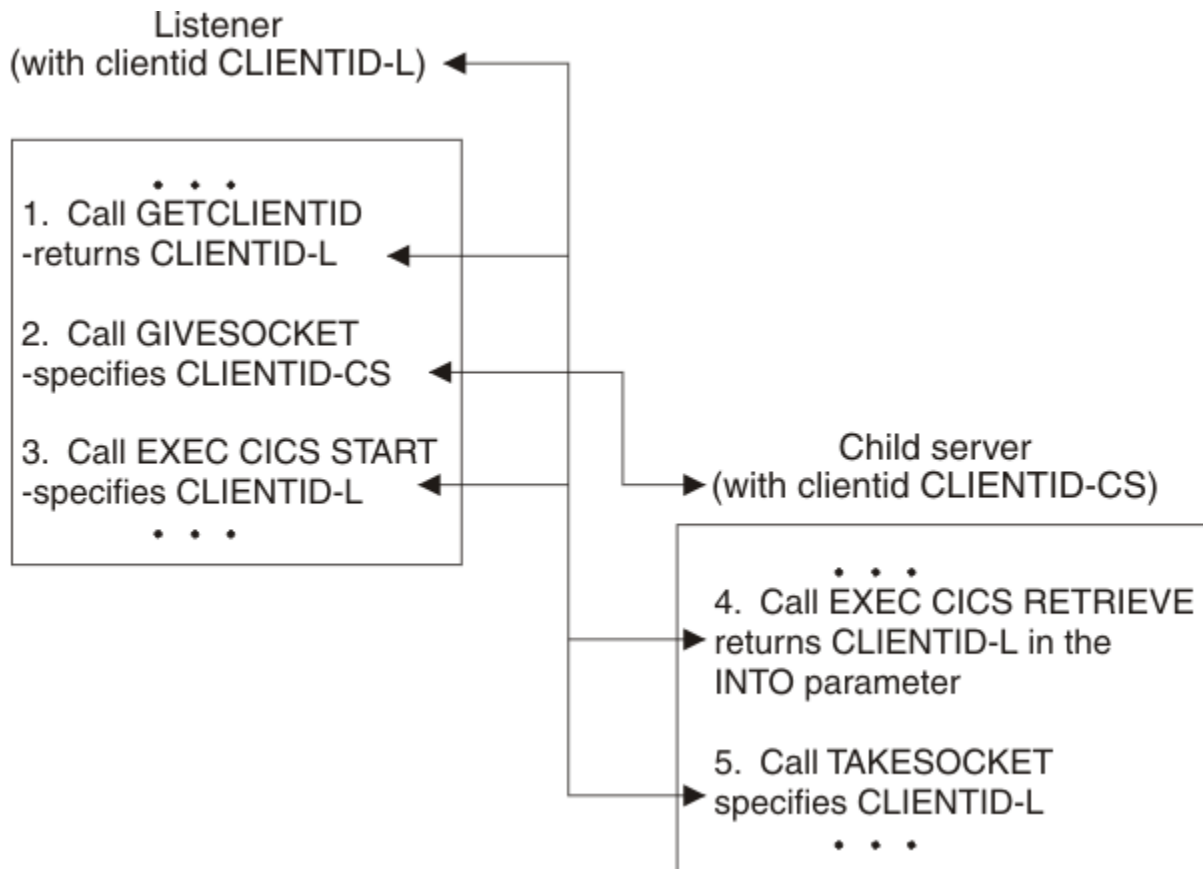 Listener
(with clientid CLIENTID-L)
. . .
1. Call GETCLIENTID
-returns CLIENTID-L
2. Call GIVESOCKET
-specifies CLIENTID-CS
3. Call EXEC CICS START
-specifies CLIENTID-L
. . .
Child server
(with clientid CLIENTID-CS)
. . .
4. Call EXEC CICS RETRIEVE
returns CLIENTID-L in the
INTO parameter
5. Call TAKESOCKET
specifies CLIENTID-L
. . .